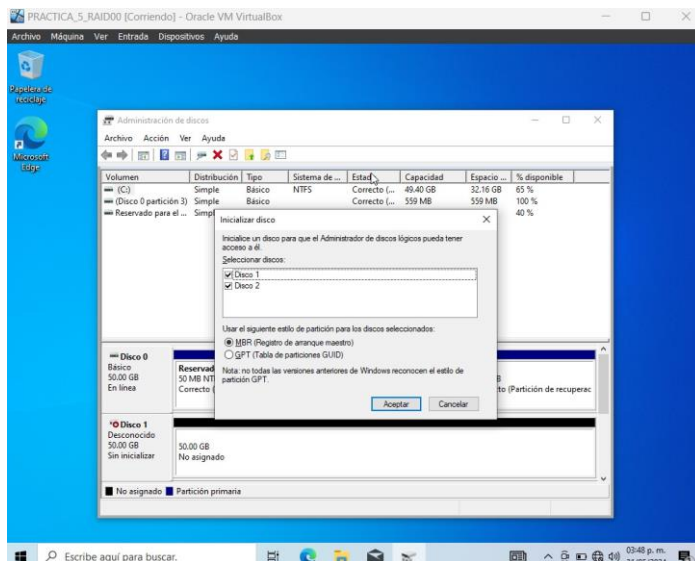 PRACTICA_5_RAID00 [Corriendo] - Oracle VM VirtualBox
Archivo Máquina Ver Entrada Dispositivos Ayuda
Papelera de
reciclaje
Microsoft
Edge
Administración de discos
Archivo Acción Ver Ayuda
Volumen Distribución Tipo Sistema de ... Estado Capacidad Espacio ... % disponible
(C:) Simple Básico NTFS Correcto (... 49.40 GB 32.16 GB 65 %
(Disco 0 partición 3) Simple Básico Correcto (... 559 MB 559 MB 100 %
Reservado para el ... Simpl 40 %
Inicializar disco
Inicialice un disco para que el Administrador de discos lógicos pueda tener
acceso a él.
Seleccionar discos:
Disco 1
Disco 2
Usar el siguiente estilo de partición para los discos seleccionados:
MBR (Registro de arranque maestro)
GPT (Tabla de particiones GUID)
Nota: no todas las versiones anteriores de Windows reconocen el estilo de
partición GPT.
Aceptar Cancelar
Disco 0
Básico
50.00 GB
En línea
Reservad
50 MB NT
Correcto (
to (Partición de recuperac
Disco 1
Desconocido
50.00 GB
Sin inicializar
50.00 GB
No asignado
No asignado Partición primaria
Escribe aquí para buscar.
03:48 p. m.